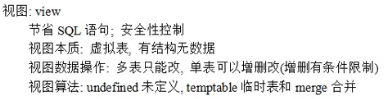 视图: view
节省 SQL 语句; 安全性控制
视图本质: 虚拟表, 有结构无数据
视图数据操作: 多表只能改, 单表可以增删改(增删有条件限制)
视图算法: undefined 未定义, temptable 临时表和 merge 合并